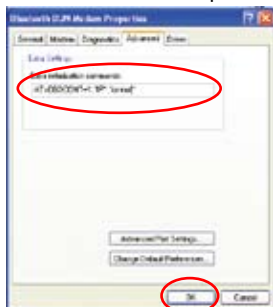 Bluetooth DUN Modem Properties
General Modem Diagnostics Advanced Driver
Extra Settings
Extra initialization commands:
Advanced Port Settings...
Change Default Preferences...
OK Cancel